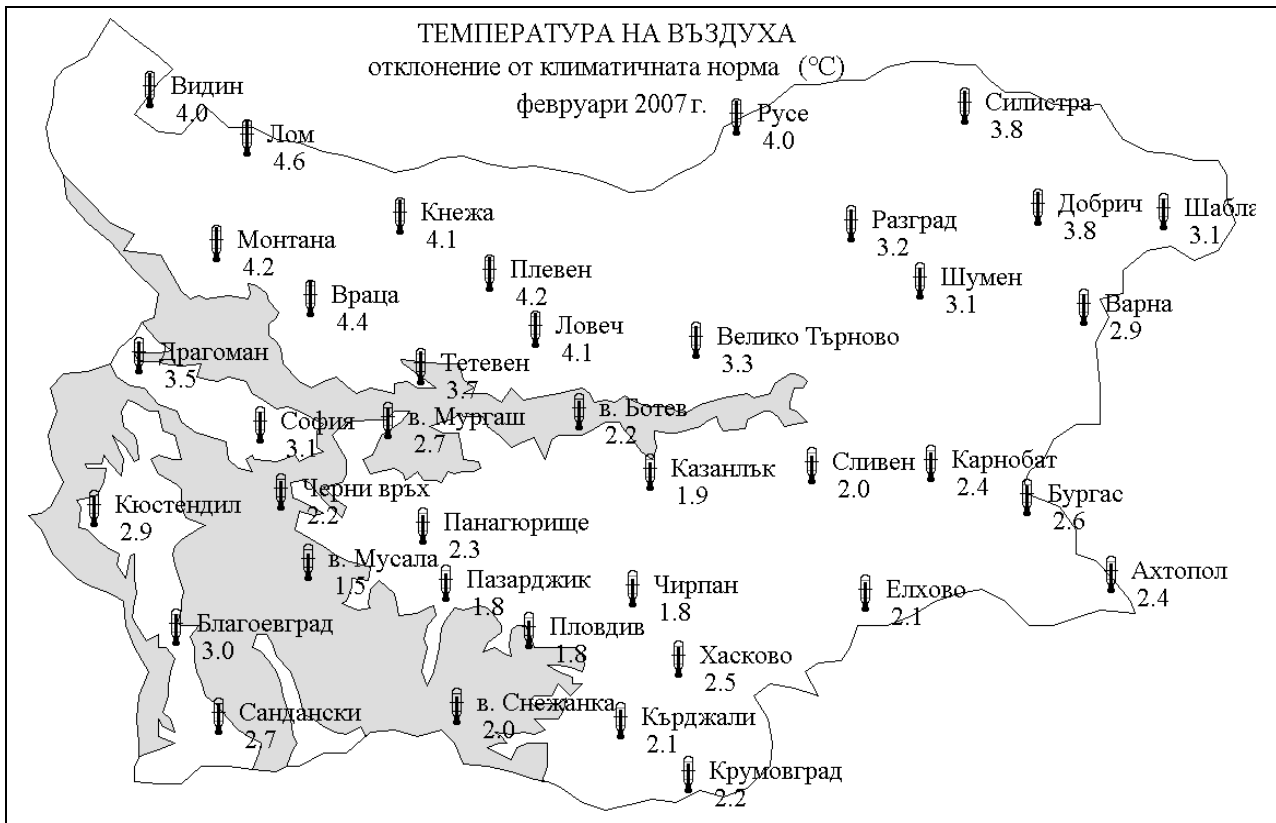 ТЕМПЕРАТУРА НА ВЪЗДУХА
отклонение от климатичната норма (°C)
февруари 2007 г.
Видин
4.0
Лом
4.6
Русе
4.0
Силистра
3.8
Кнежа
4.1
Монтана
4.2
Плевен
4.2
Враца
4.4
Ловеч
4.1
Разград
3.2
Добрич
3.8
Шабла
3.1
Шумен
3.1
Варна
2.9
Велико Търново
3.3
Драгоман
3.5
Тетевен
3.7
София
3.1
в. Мургаш
2.7
в. Ботев
2.2
Казанлък
1.9
Сливен
2.0
Карнобат
2.4
Бургас
2.6
Черни връх
2.2
Кюстендил
2.9
Панагюрище
2.3
в. Мусала
1.5
Пазарджик
1.8
Чирпан
1.8
Елхово
2.1
Ахтопол
2.4
Благоевград
3.0
Пловдив
1.8
Хасково
2.5
Сандански
2.7
в. Снежанка
2.0
Кърджали
2.1
Крумовград
2.2